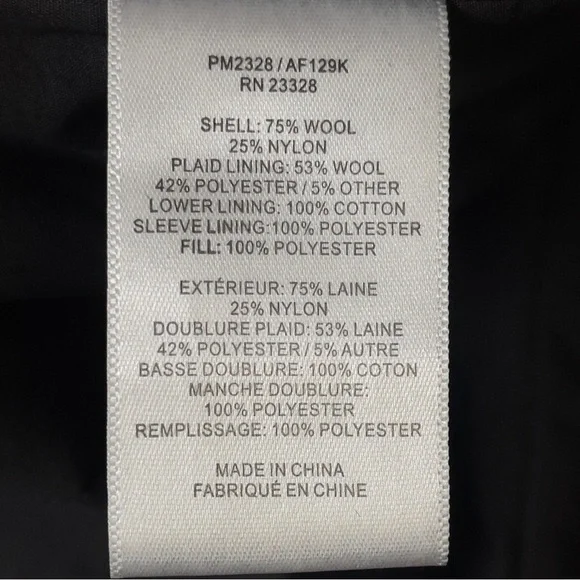 PM2328 / AF129K
RN 23328
SHELL: 75% WOOL
25% NYLON
PLAID LINING: 53% WOOL
42% POLYESTER / 5% OTHER
LOWER LINING: 100% COTTON
SLEEVE LINING:100% POLYESTER
FILL: 100% POLYESTER
EXTÉRIEUR: 75% LAINE
25% NYLON
DOUBLURE PLAID: 53% LAINE
42% POLYESTER / 5% AUTRE
BASSE DOUBLURE: 100% COTON
MANCHE DOUBLURE:
100% POLYESTER
REMPLISSAGE: 100% POLYESTER
MADE IN CHINA
FABRIQUÉ EN CHINE